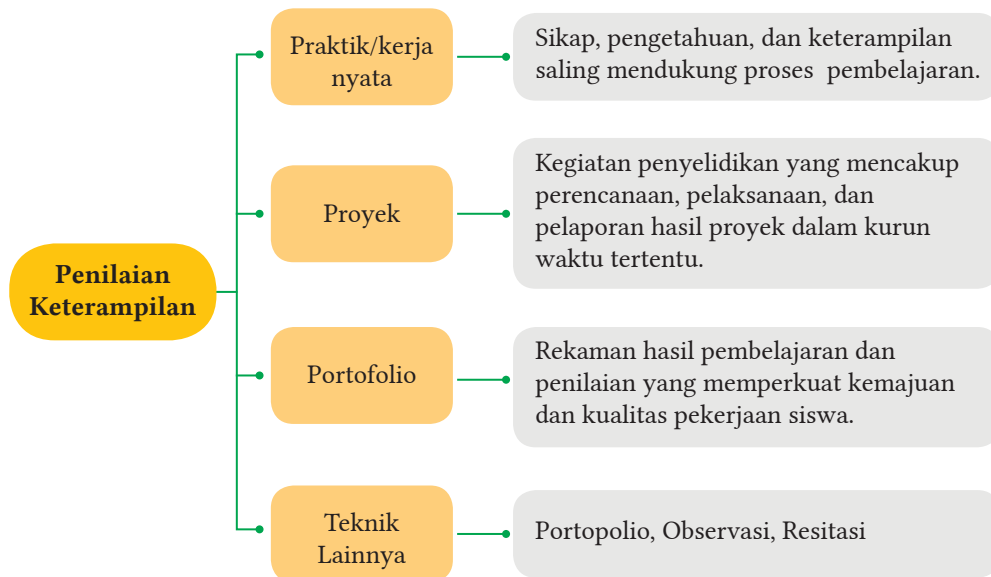 Penilaian
Keterampilan
Praktik/kerja
nyata
Sikap, pengetahuan, dan keterampilan
saling mendukung proses pembelajaran.
Proyek
Kegiatan penyelidikan yang mencakup
perencanaan, pelaksanaan, dan
pelaporan hasil proyek dalam kurun
waktu tertentu.
Portofolio
Rekaman hasil pembelajaran dan
penilaian yang memperkuat kemajuan
dan kualitas pekerjaan siswa.
Teknik
Lainnya
Portopolio, Observasi, Resitasi